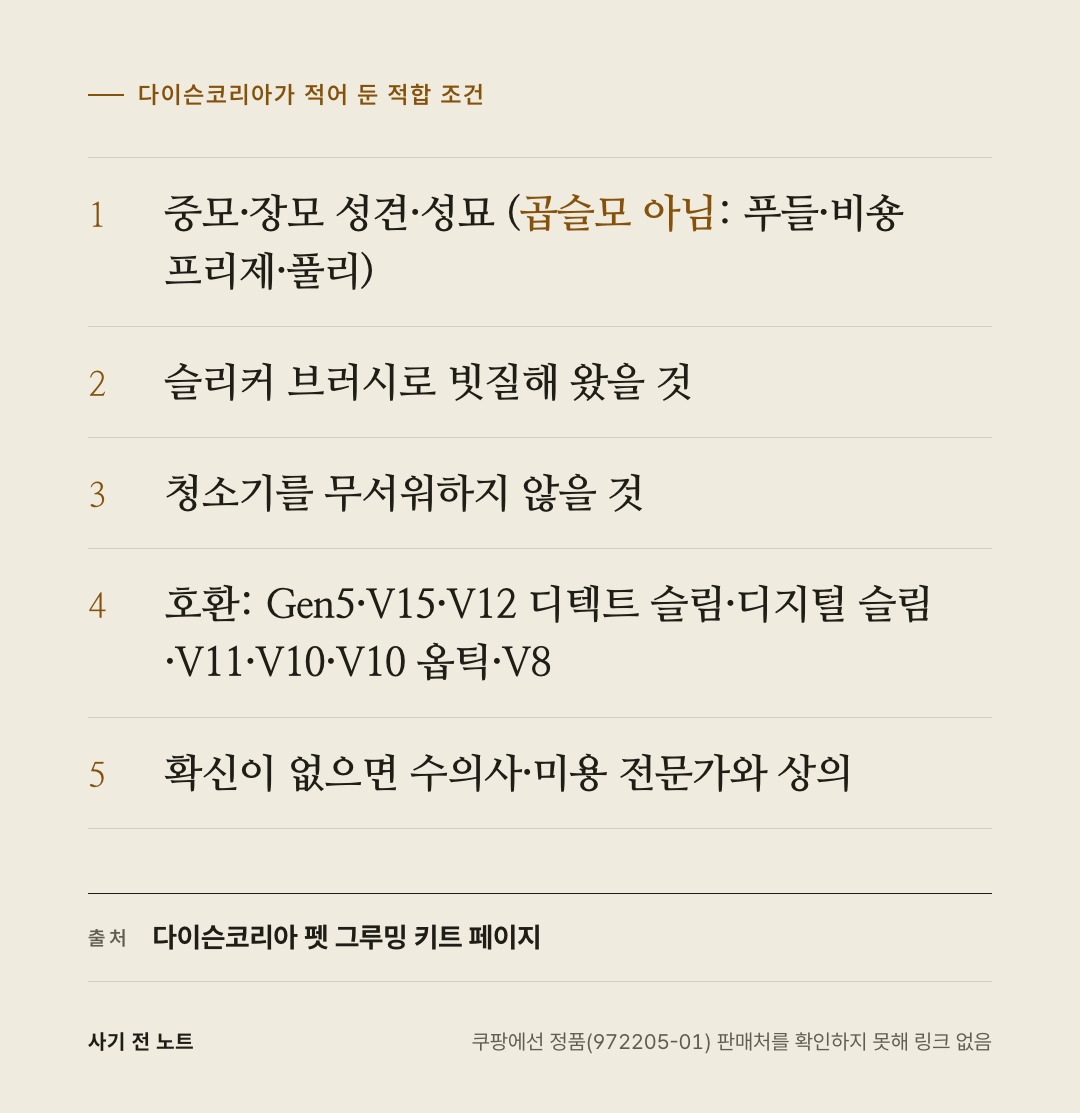 다이슨코리아가 적어 둔 적합 조건
1 중모·장모 성견·성묘 (곱슬모 아님: 푸들·비숑
프리제·풀리)
2 슬리커 브러시로 빗질해 왔을 것
3 청소기를 무서워하지 않을 것
4 호환: Gen5·V15·V12 디텍트 슬림·디지털 슬림
·V11·V10·V10 옵틱·V8
5 확신이 없으면 수의사·미용 전문가와 상의
출처 다이슨코리아 펫 그루밍 키트 페이지
사기 전 노트 쿠팡에선 정품(972205-01) 판매처를 확인하지 못해 링크 없음